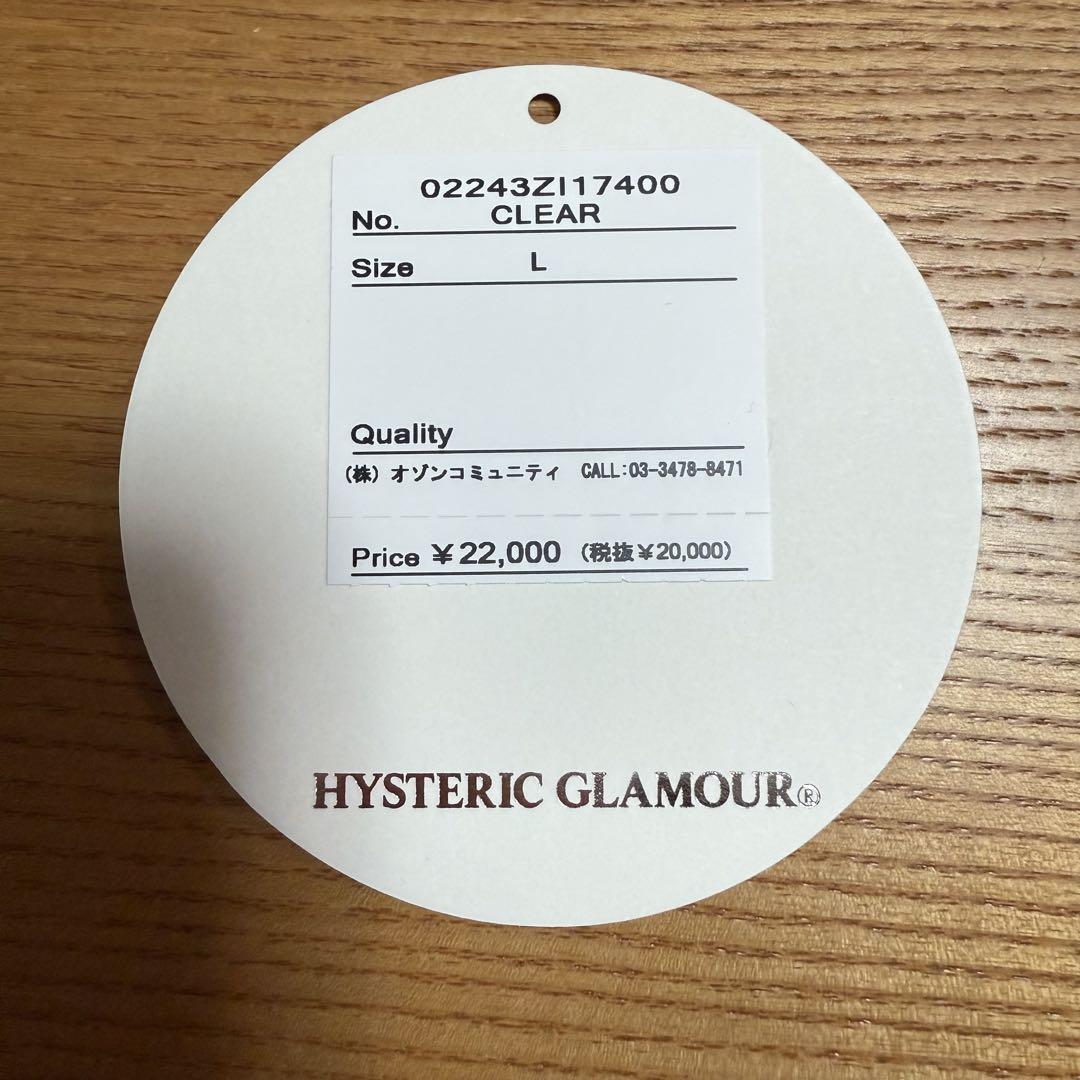 02243ZI17400
No. CLEAR
Size L
Quality
(株) オゾンコミュニティ CALL:03-3478-8471
Price ¥22,000 (税抜¥20,000)
HYSTERIC GLAMOUR®